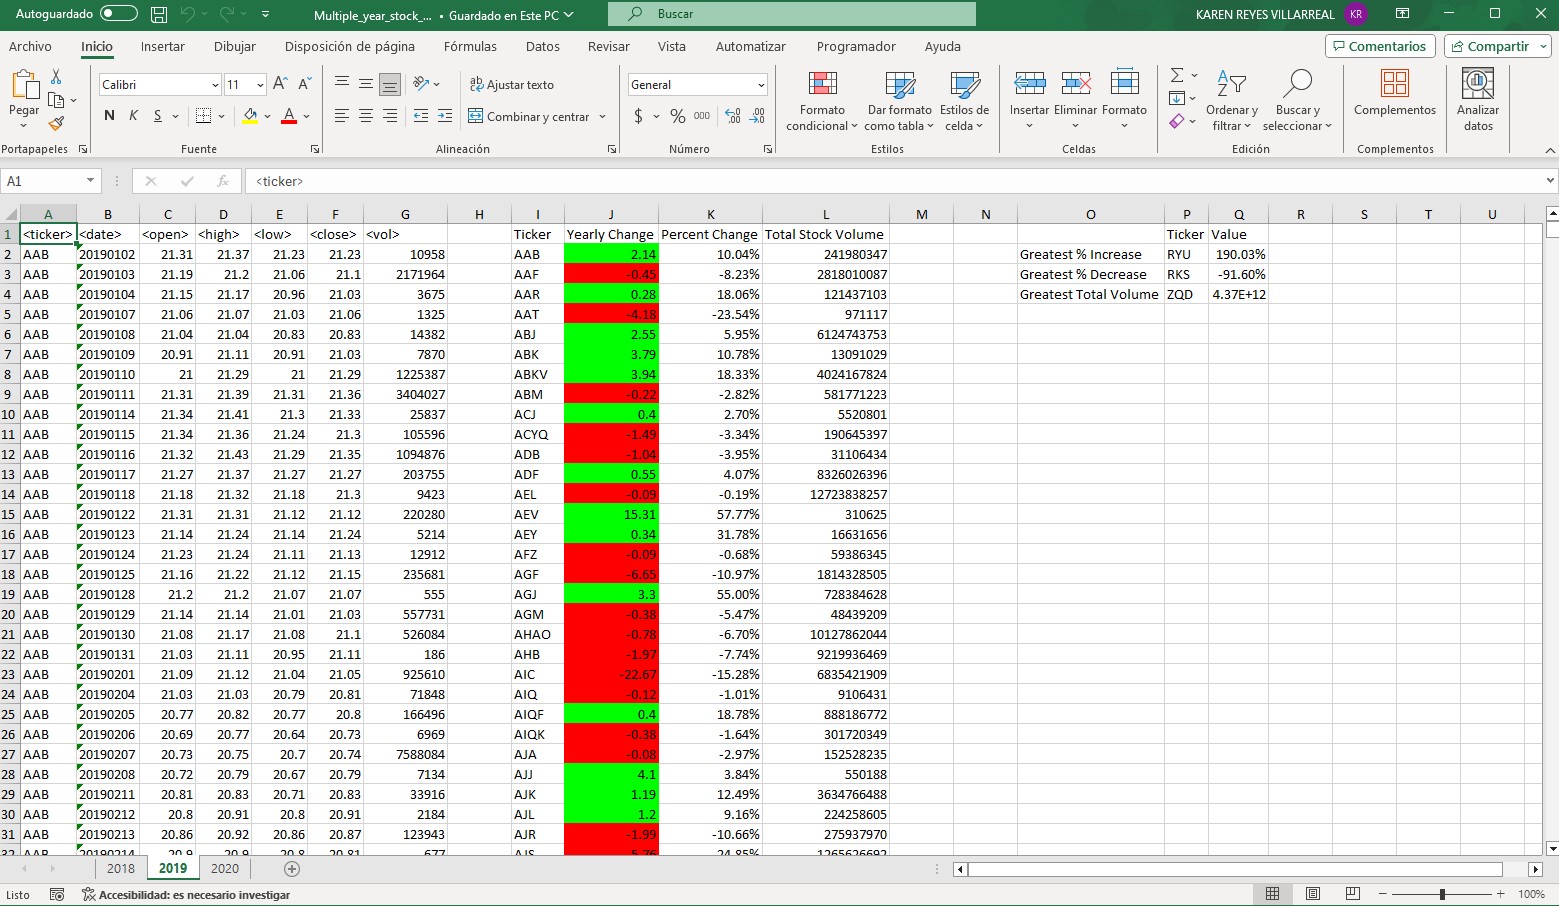 Autoguardado Multiple_year_stock_... • Guardado en Este PC Buscar KAREN REYES VILLARREAL KR
Archivo Inicio Insertar Dibujar Disposición de página Fórmulas Datos Revisar Vista Automatizar Programador Ayuda Comentarios Compartir
Pegar Calibri 11 Ajustar texto General Formato condicional Dar formato como tabla Estilos de celda Insertar Eliminar Formato Ordenar y filtrar Buscar y seleccionar Complementos Analizar datos
N K S Combinar y centrar $ % 000
Portapapeles Fuente Alineación Número Estilos Celdas Edición Complementos
A1 fx <ticker>
A B C D E F G H I J K L M N O P Q R S T U
1 <ticker> <date> <open> <high> <low> <close> <vol> Ticker Yearly Change Percent Change Total Stock Volume Ticker Value
2 AAB 20190102 21.31 21.37 21.23 21.23 10958 AAB 2.14 10.04% 241980347 Greatest % Increase RYU 190.03%
3 AAB 20190103 21.19 21.2 21.06 21.1 2171964 AAF -0.45 -8.23% 2818010087 Greatest % Decrease RKS -91.60%
4 AAB 20190104 21.15 21.17 20.96 21.03 3675 AAR 0.28 18.06% 121437103 Greatest Total Volume ZQD 4.37E+12
5 AAB 20190107 21.06 21.07 21.03 21.06 1325 AAT -4.18 -23.54% 971117
6 AAB 20190108 21.04 21.04 20.83 20.83 14382 ABJ 2.55 5.95% 6124743753
7 AAB 20190109 20.91 21.11 20.91 21.03 7870 ABK 3.79 10.78% 13091029
8 AAB 20190110 21 21.29 21 21.29 1225387 ABKV 3.94 18.33% 4024167824
9 AAB 20190111 21.31 21.39 21.31 21.36 3404027 ABM -0.22 -2.82% 581771223
10 AAB 20190114 21.34 21.41 21.3 21.33 25837 ACJ 0.4 2.70% 5520801
11 AAB 20190115 21.34 21.36 21.24 21.3 105596 ACYQ -1.49 -3.34% 190645397
12 AAB 20190116 21.32 21.43 21.29 21.35 1094876 ADB -1.04 -3.95% 31106434
13 AAB 20190117 21.27 21.37 21.27 21.27 203755 ADF 0.55 4.07% 8326026396
14 AAB 20190118 21.18 21.32 21.18 21.3 9423 AEL -0.09 -0.19% 12723838257
15 AAB 20190122 21.31 21.31 21.12 21.12 220280 AEV 15.31 57.77% 310625
16 AAB 20190123 21.14 21.24 21.14 21.24 5214 AEY 0.34 31.78% 16631656
17 AAB 20190124 21.23 21.24 21.11 21.13 12912 AFZ -0.09 -0.68% 59386345
18 AAB 20190125 21.16 21.22 21.12 21.15 235681 AGF -6.65 -10.97% 1814328505
19 AAB 20190128 21.2 21.2 21.07 21.07 555 AGJ 3.3 55.00% 728384628
20 AAB 20190129 21.14 21.14 21.01 21.03 557731 AGM -0.38 -5.47% 48439209
21 AAB 20190130 21.08 21.17 21.08 21.1 526084 AHAO -0.78 -6.70% 10127862044
22 AAB 20190131 21.03 21.11 20.95 21.11 186 AHB -1.97 -7.74% 9219936469
23 AAB 20190201 21.09 21.12 21.04 21.05 925610 AIC -22.67 -15.28% 6835421909
24 AAB 20190204 21.03 21.03 20.79 20.81 71848 AIQ -0.12 -1.01% 9106431
25 AAB 20190205 20.77 20.82 20.77 20.8 166496 AIQF 0.4 18.78% 888186772
26 AAB 20190206 20.69 20.77 20.64 20.73 6969 AIQK -0.38 -1.64% 301720349
27 AAB 20190207 20.73 20.75 20.7 20.74 7588084 AJA -0.08 -2.97% 152528235
28 AAB 20190208 20.72 20.79 20.67 20.79 7134 AJJ 4.1 3.84% 550188
29 AAB 20190211 20.81 20.83 20.71 20.83 33916 AJK 1.19 12.49% 3634766488
30 AAB 20190212 20.8 20.91 20.8 20.91 2184 AJL 1.2 9.16% 224258605
31 AAB 20190213 20.86 20.92 20.86 20.87 123943 AJR -1.99 -10.66% 275937970
32 AAB 20190214 20.9 20.9 20.8 20.81 677 AJS
2018 2019 2020
Listo Accesibilidad: es necesario investigar 100%